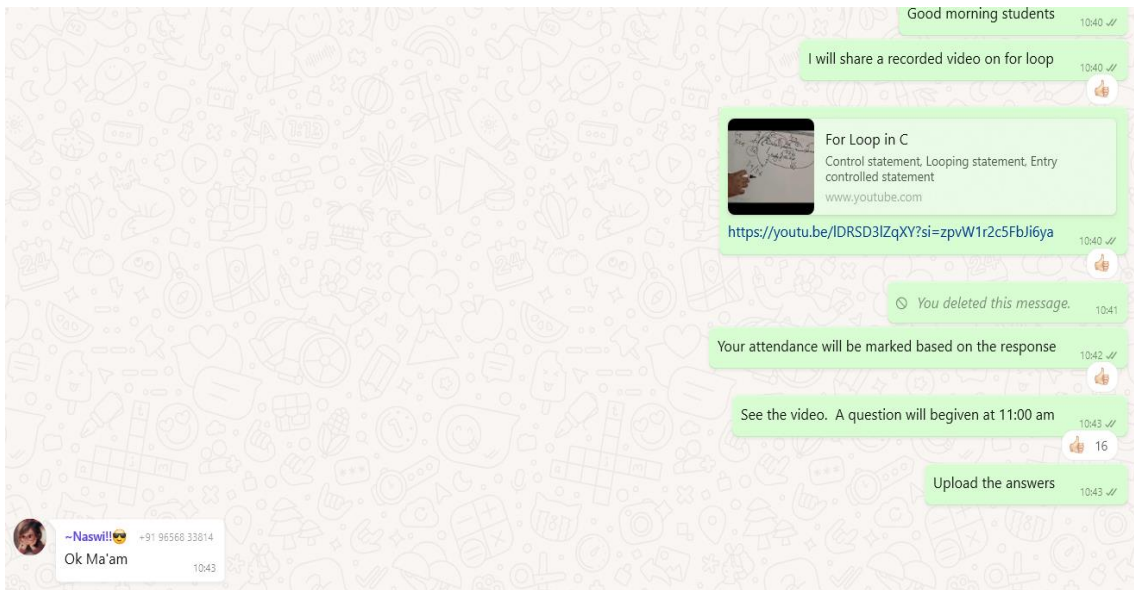 Good morning students
10:40
I will share a recorded video on for loop
10:40
For Loop in C
Control statement, Looping statement, Entry
controlled statement
www.youtube.com
https://youtu.be/lDRSD3lZqXY?si=zpvW1r2c5FbJi6ya
10:40
You deleted this message.
10:41
Your attendance will be marked based on the response
10:42
See the video. A question will begiven at 11:00 am
10:43
16
Upload the answers
10:43
~Naswi!!😎 +91 96568 33814
Ok Ma'am
10:43